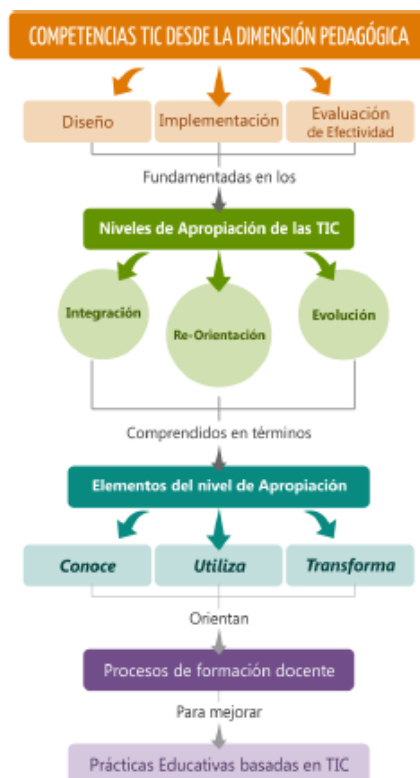 COMPETENCIAS TIC DESDE LA DIMENSIÓN PEDAGÓGICA
Diseño
Implementación
Evaluación
de Efectividad
Fundamentadas en los
Niveles de Apropiación de las TIC
Integración
Re-Orientación
Evolución
Comprendidos en términos
Elementos del nivel de Apropiación
Conoce
Utiliza
Transforma
Orientan
Procesos de formación docente
Para mejorar
Prácticas Educativas basadas en TIC